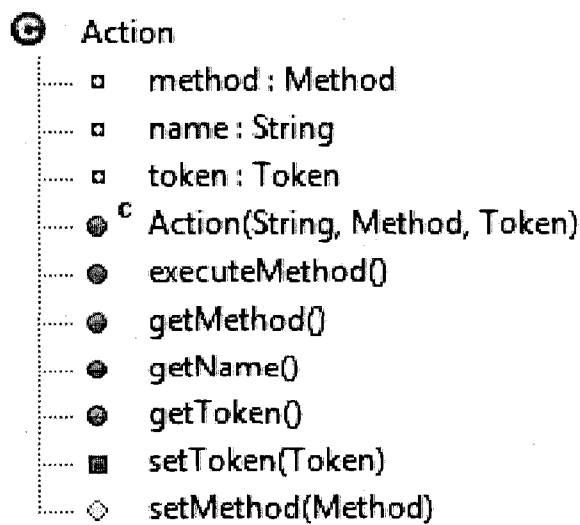 Action
method : Method
name : String
token : Token
C Action(String, Method, Token)
executeMethod()
getMethod()
getName()
getToken()
setToken(Token)
setMethod(Method)